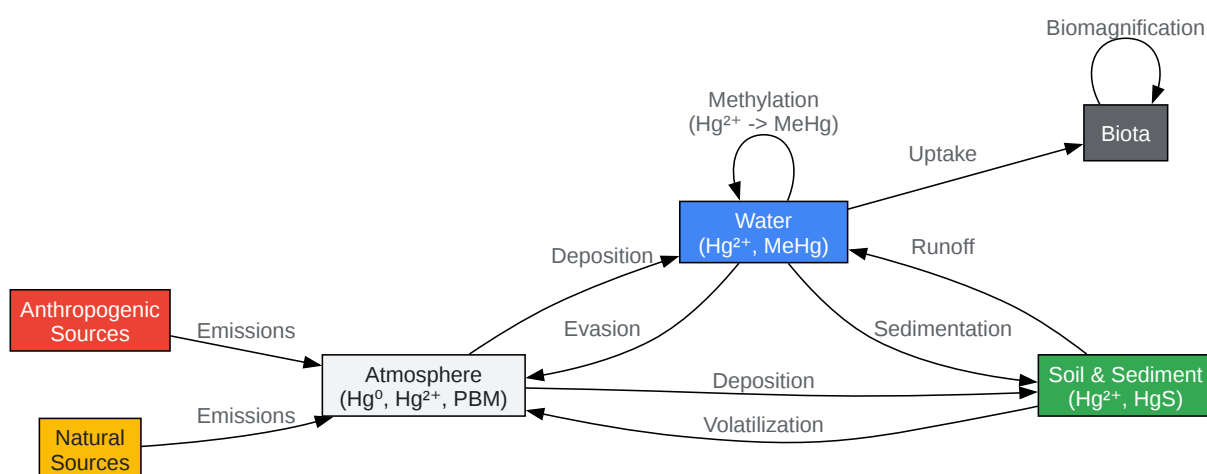 Biomagnification
Methylation
(Hg²⁺ -> MeHg)
Biota
Uptake
Water
(Hg²⁺, MeHg)
Deposition
Runoff
Anthropogenic
Sources
Emissions
Evasion
Sedimentation
Atmosphere
(Hg⁰, Hg²⁺, PBM)
Deposition
Soil & Sediment
(Hg²⁺, HgS)
Emissions
Volatilization
Natural
Sources